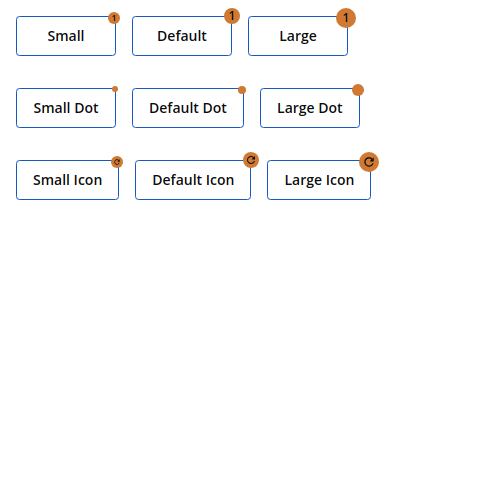 Small 1 Default 1 Large 1
Small Dot Default Dot Large Dot
Small Icon Default Icon Large Icon